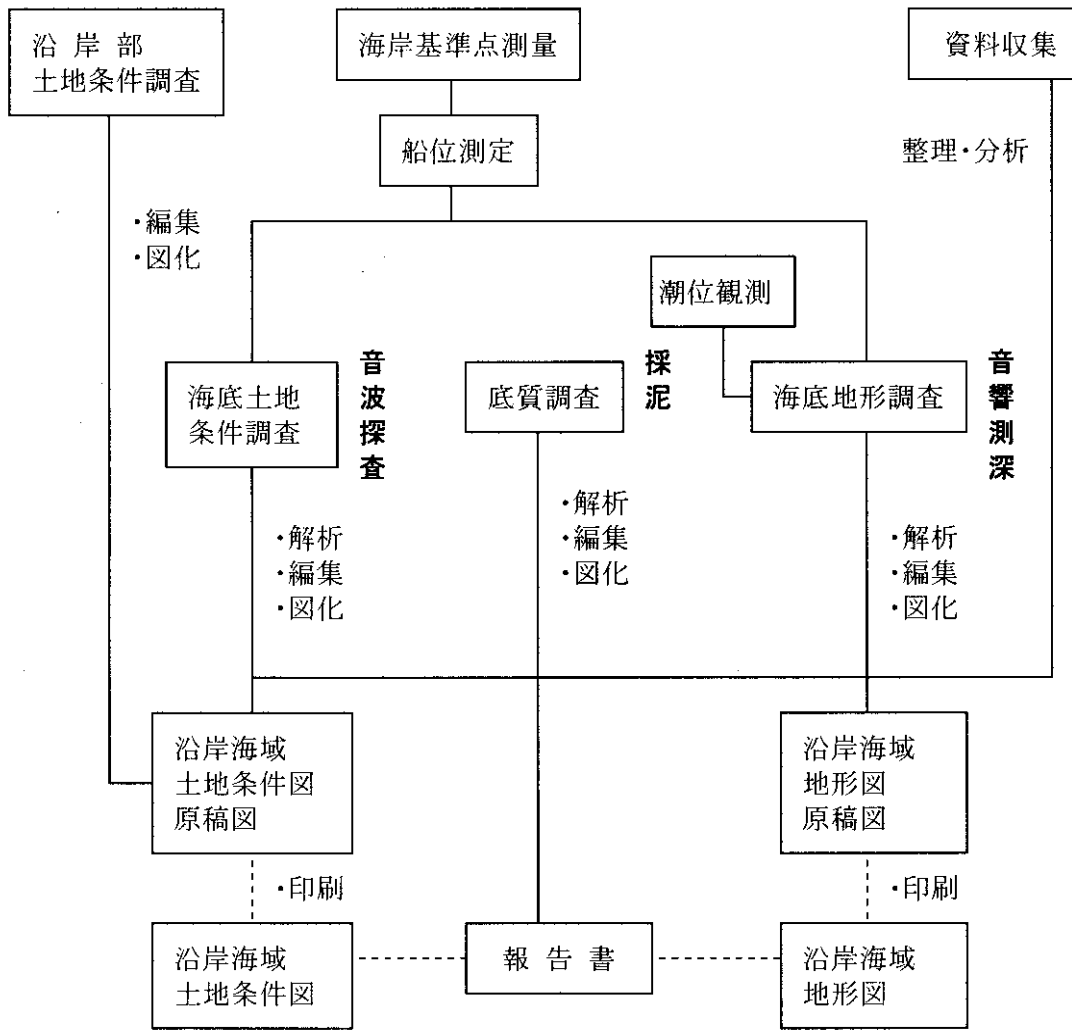 沿岸部
土地条件調査
海岸基準点測量
資料収集
船位測定
整理・分析
・編集
・図化
潮位観測
海底土地
条件調査
音波探査
底質調査
採泥
海底地形調査
音響測深
・解析
・編集
・図化
・解析
・編集
・図化
・解析
・編集
・図化
沿岸海域
土地条件図
原稿図
沿岸海域
地形図
原稿図
・印刷
・印刷
沿岸海域
土地条件図
報告書
沿岸海域
地形図